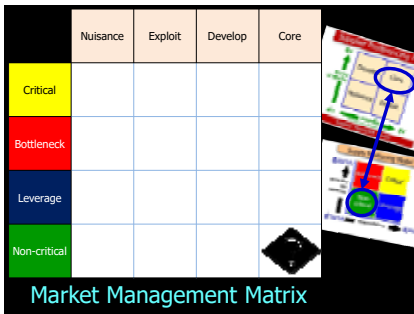 Nuisance Exploit Develop Core
Critical
Bottleneck
Leverage
Non-critical
Market Management Matrix